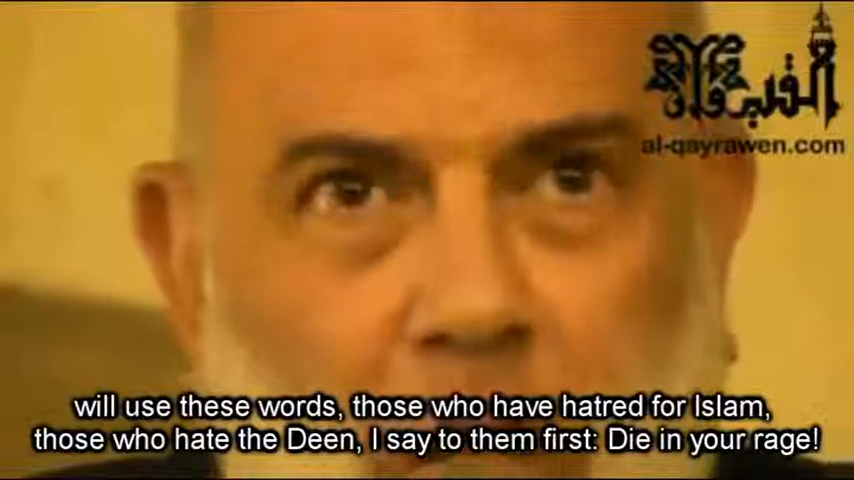 القيروان
al-qayrawen.com
will use these words, those who have hatred for Islam,
those who hate the Deen, I say to them first: Die in your rage!